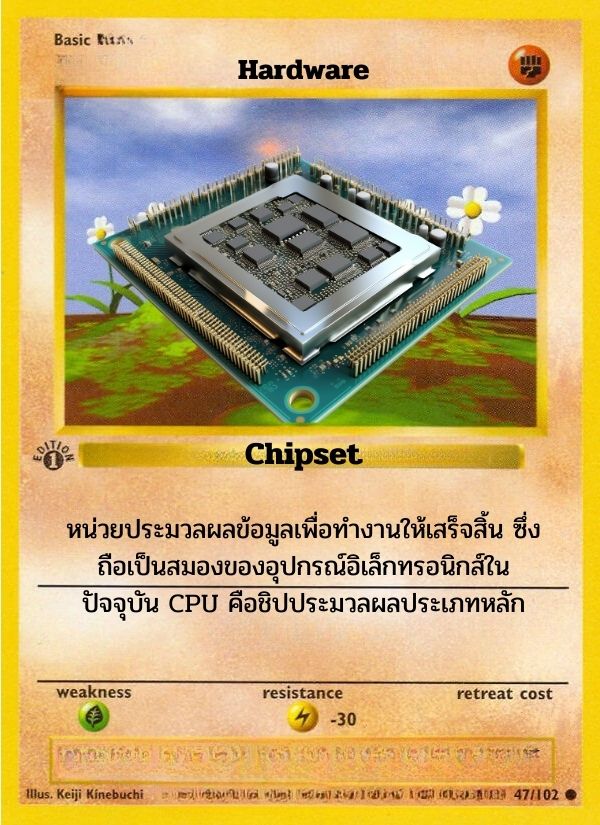 Basic
Hardware
EDITION 1
Chipset
หน่วยประมวลผลข้อมูลเพื่อทำงานให้เสร็จสิ้น ซึ่ง
ถือเป็นสมองของอุปกรณ์อิเล็กทรอนิกส์ใน
ปัจจุบัน CPU คือชิปประมวลผลประเภทหลัก
weakness resistance retreat cost
-30
Illus. Keiji Kinebuchi 47/102